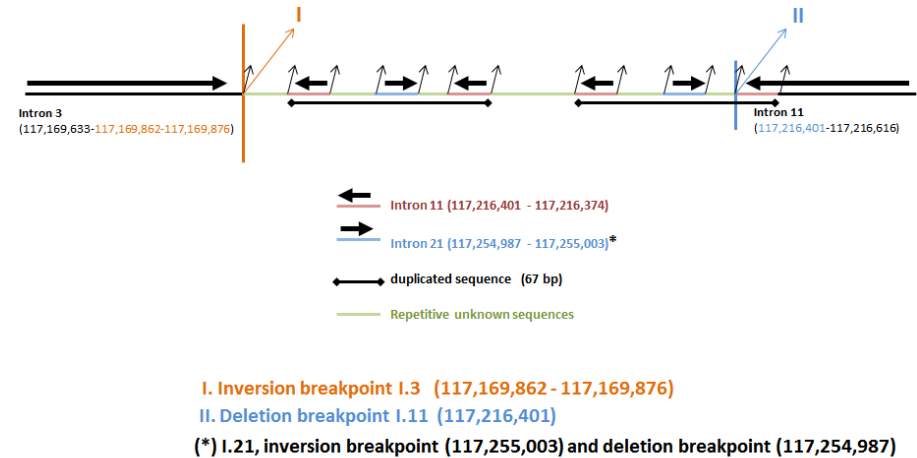 I
II
Intron 3
(117,169,633-117,169,862-117,169,876)
Intron 11
(117,216,401-117,216,616)
Intron 11 (117,216,401 - 117,216,374)
Intron 21 (117,254,987 - 117,255,003)*
duplicated sequence (67 bp)
Repetitive unknown sequences
I. Inversion breakpoint I.3 (117,169,862 - 117,169,876)
II. Deletion breakpoint I.11 (117,216,401)
(*) I.21, inversion breakpoint (117,255,003) and deletion breakpoint (117,254,987)